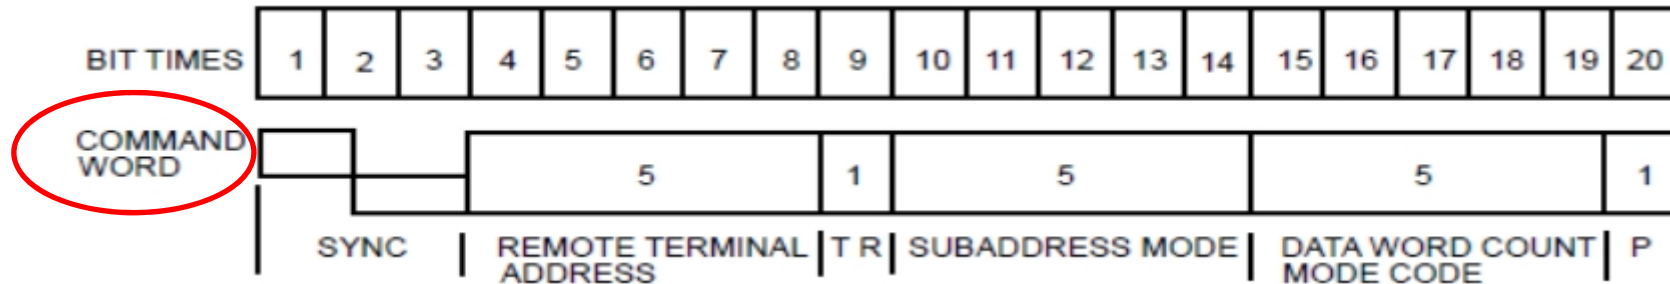 BIT TIMES 1 2 3 4 5 6 7 8 9 10 11 12 13 14 15 16 17 18 19 20
COMMAND
WORD
5 1 5 5 1
SYNC REMOTE TERMINAL T R SUBADDRESS MODE DATA WORD COUNT P
ADDRESS MODE CODE